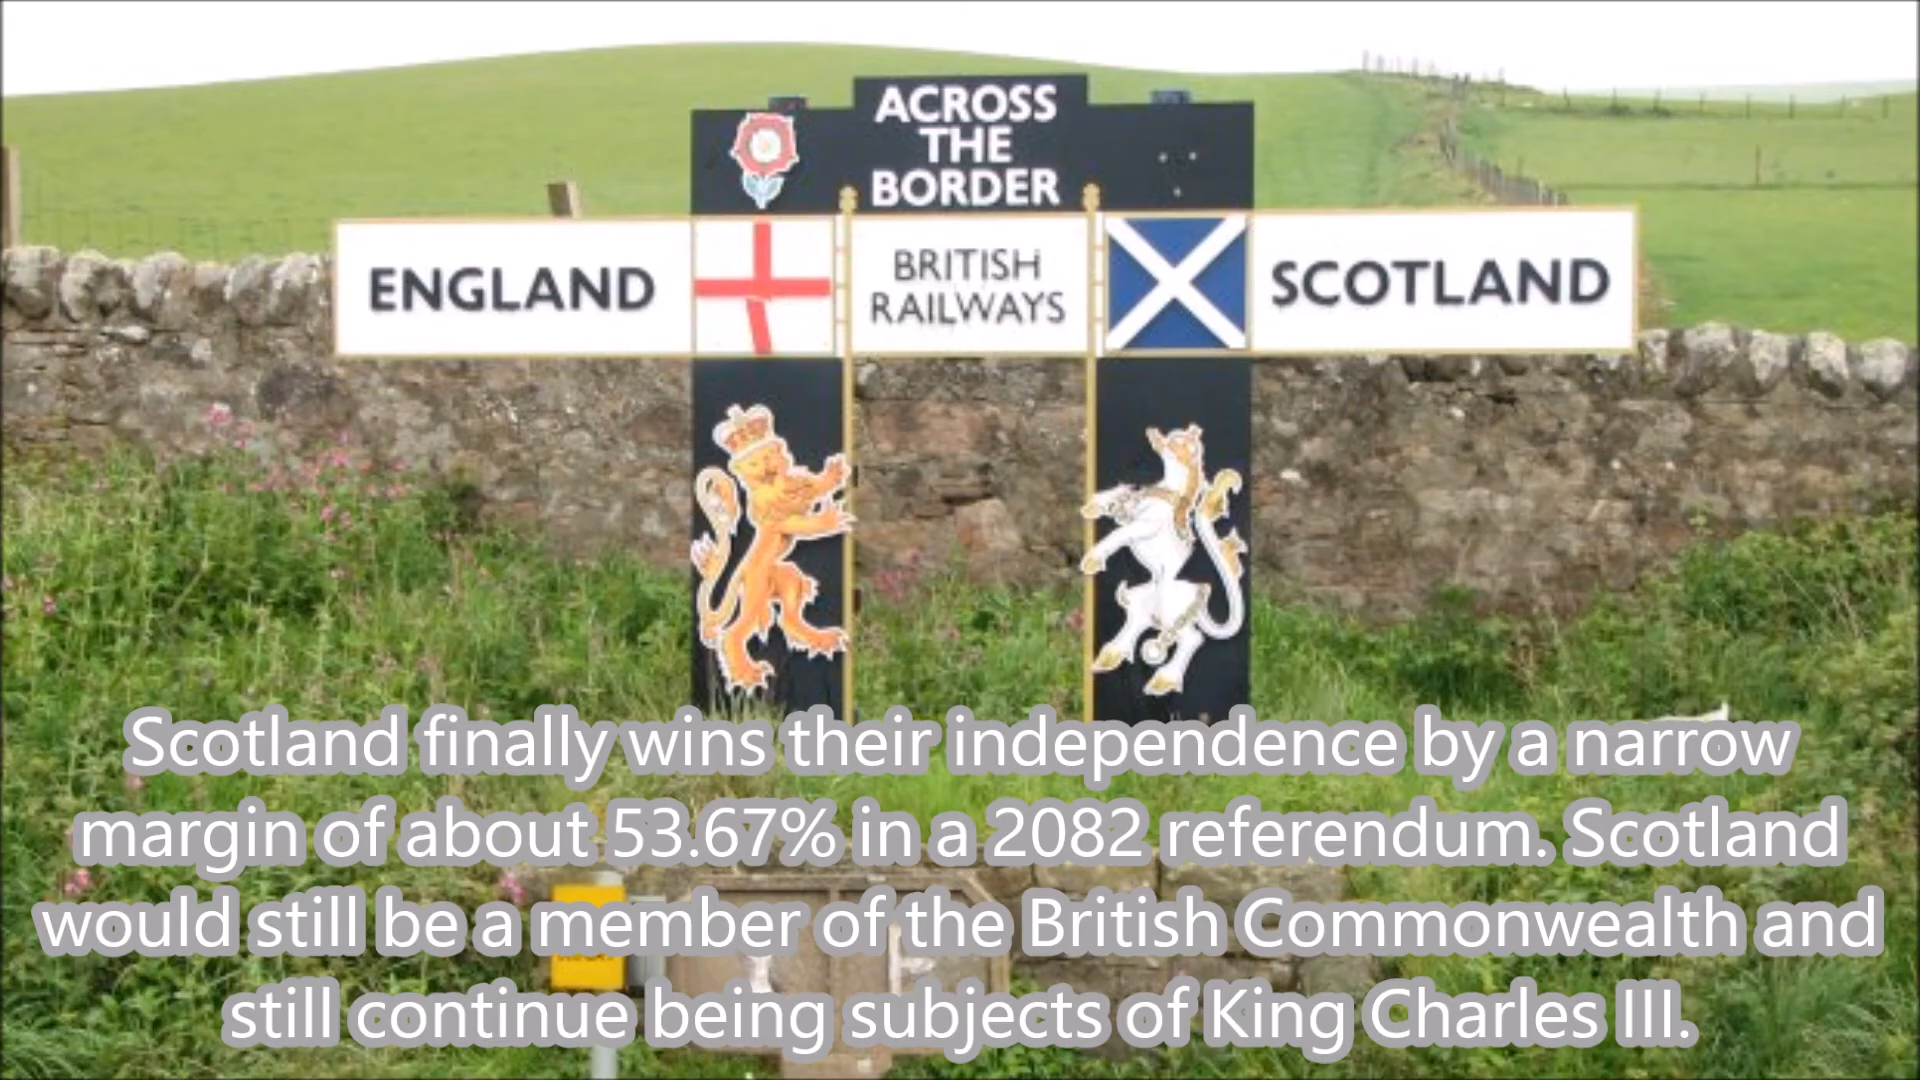 ACROSS
THE
BORDER
ENGLAND
BRITISH
RAILWAYS
SCOTLAND
Scotland finally wins their independence by a narrow
margin of about 53.67% in a 2082 referendum. Scotland
would still be a member of the British Commonwealth and
still continue being subjects of King Charles III.